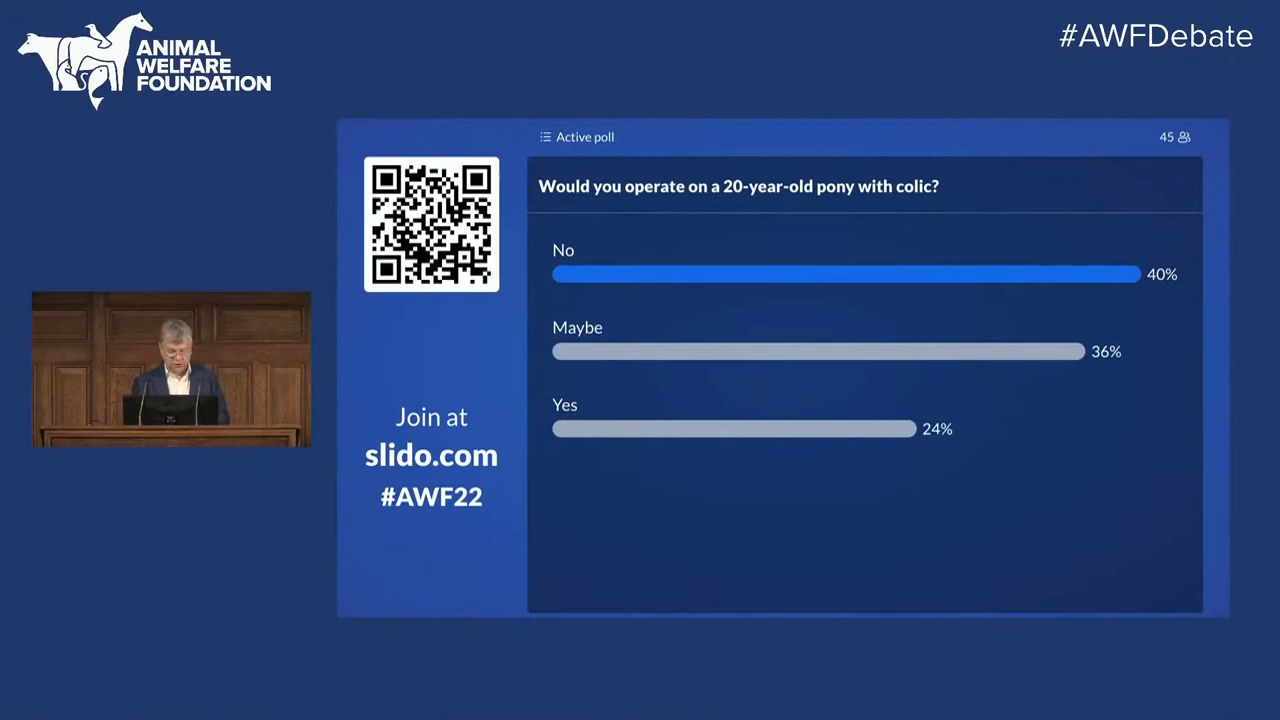 ANIMAL
WELFARE
FOUNDATION
#AWFDebate
Active poll
45
Would you operate on a 20-year-old pony with colic?
No
40%
Maybe
36%
Yes
24%
Join at
slido.com
#AWF22